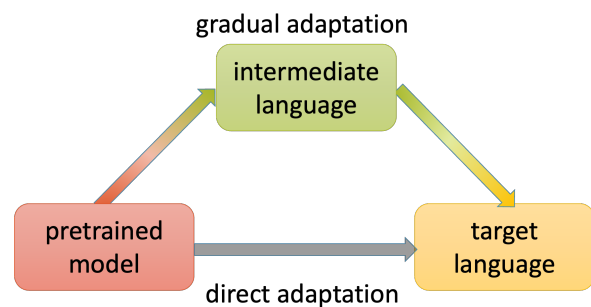 gradual adaptation
intermediate
language
pretrained
model
target
language
direct adaptation